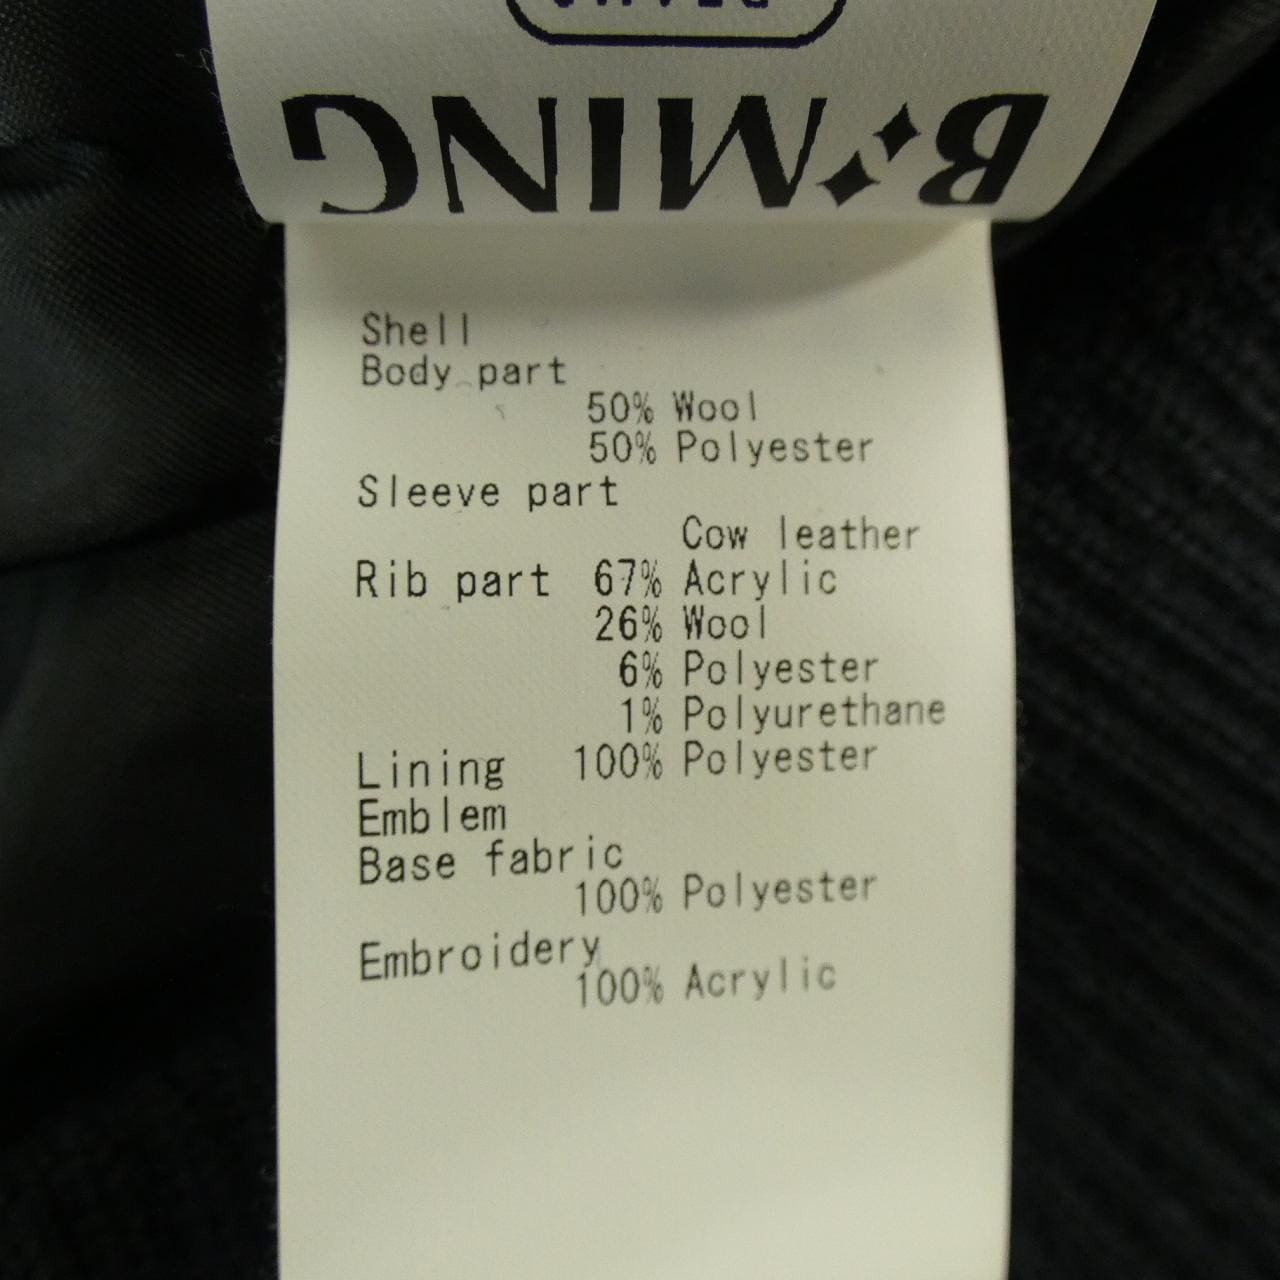 B✦✦MING
Shell
Body part
50% Wool
50% Polyester
Sleeve part
Cow leather
Rib part 67% Acrylic
26% Wool
6% Polyester
1% Polyurethane
Lining 100% Polyester
Emblem
Base fabric
100% Polyester
Embroidery
100% Acrylic